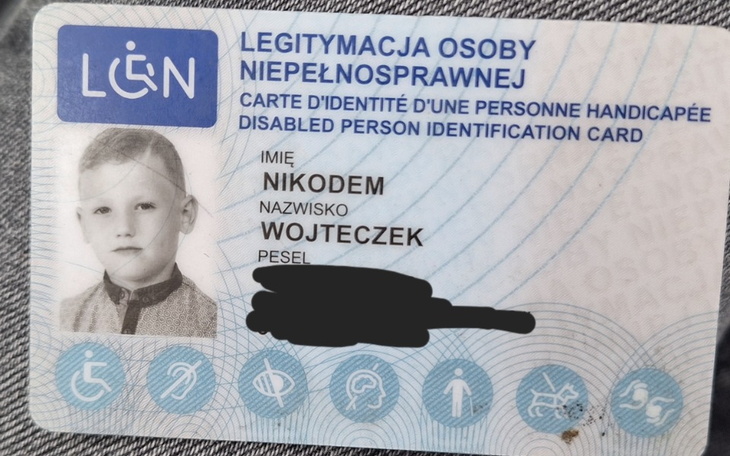 LON
LEGITYMACJA OSOBY
NIEPEŁNOSPRAWNEJ
CARTE D'IDENTITÉ D'UNE PERSONNE HANDICAPÉE
DISABLED PERSON IDENTIFICATION CARD
IMIĘ
NIKODEM
NAZWISKO
WOJTECZEK
PESEL